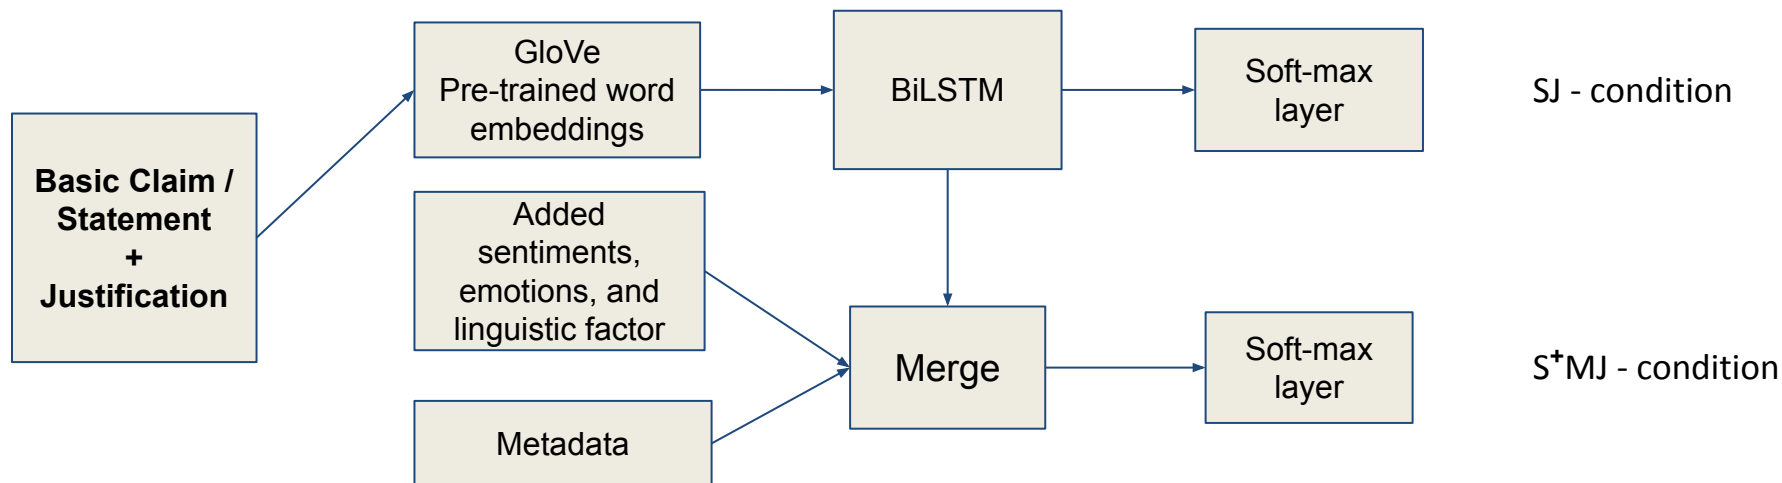 Basic Claim /
Statement
+
Justification
GloVe
Pre-trained word
embeddings
BiLSTM
Soft-max
layer
SJ - condition
Added
sentiments,
emotions, and
linguistic factor
Metadata
Merge
Soft-max
layer
S⁺MJ - condition